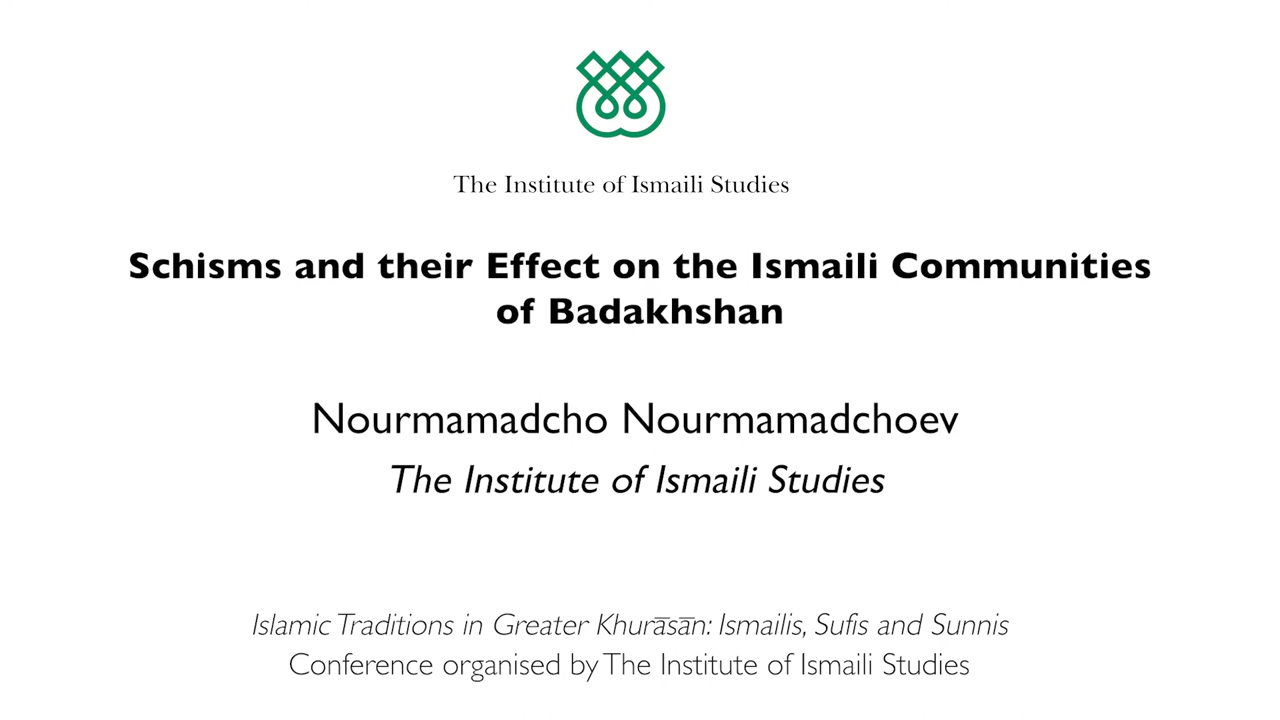 The Institute of Ismaili Studies
Schisms and their Effect on the Ismaili Communities
of Badakhshan
Nourmamadcho Nourmamadchoev
The Institute of Ismaili Studies
Islamic Traditions in Greater Khurāsān: Ismailis, Sufis and Sunnis
Conference organised by The Institute of Ismaili Studies